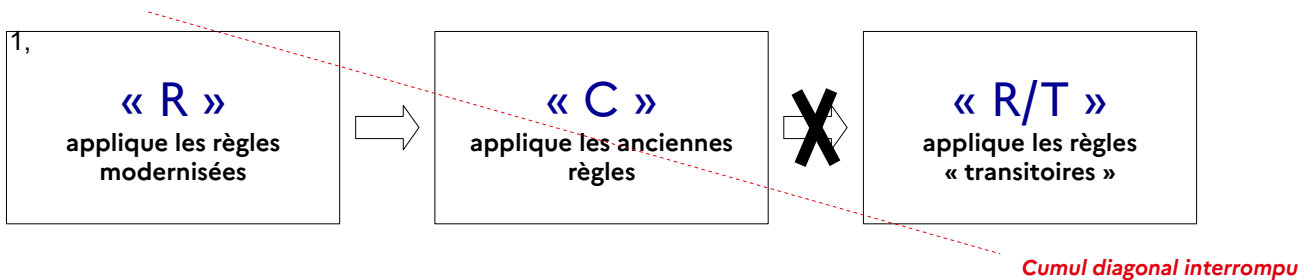 1,
« R »
applique les règles
modernisées
« C »
applique les anciennes
règles
« R/T »
applique les règles
« transitoires »
Cumul diagonal interrompu